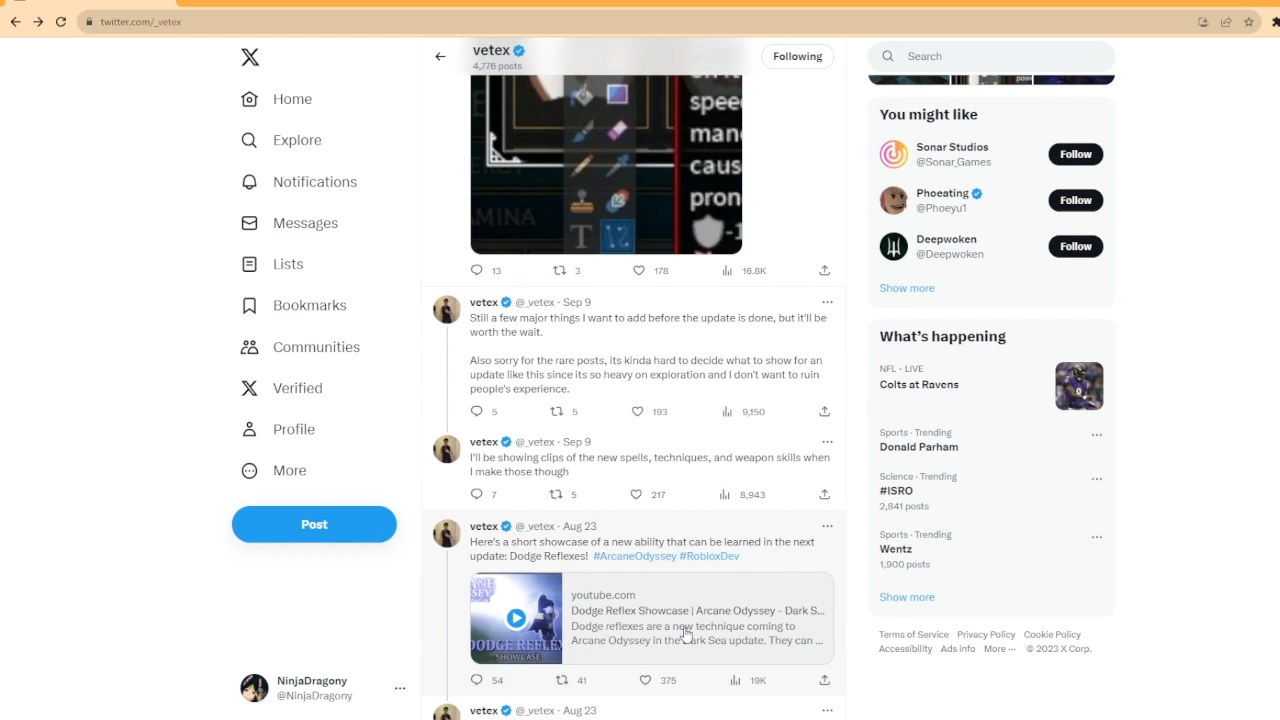 twitter.com/_vetex
vetex
4,776 posts
Following
Search
Home
Explore
Notifications
Messages
Lists
Bookmarks
Communities
Verified
Profile
More
Post
NinjaDragony
@NinjaDragony
spee
mane
caus
pron
AMINA
T
-1
13 3 178 16.8K
vetex @_vetex · Sep 9
Still a few major things I want to add before the update is done, but it'll be
worth the wait.
Also sorry for the rare posts, its kinda hard to decide what to show for an
update like this since its so heavy on exploration and I don't want to ruin
people's experience.
5 5 193 9,150
vetex @_vetex · Sep 9
I'll be showing clips of the new spells, techniques, and weapon skills when
I make those though
7 5 217 8,943
vetex @_vetex · Aug 23
Here's a short showcase of a new ability that can be learned in the next
update: Dodge Reflexes! #ArcaneOdyssey #RobloxDev
DODGE REFLEX
SHOWCASE
youtube.com
Dodge Reflex Showcase | Arcane Odyssey - Dark S...
Dodge reflexes are a new technique coming to
Arcane Odyssey in the Dark Sea update. They can ...
54 41 375 19K
vetex @_vetex · Aug 23
You might like
Sonar Studios
@Sonar_Games
Follow
Phoeating
@Phoeyu1
Follow
Deepwoken
@Deepwoken
Follow
Show more
What's happening
NFL · LIVE
Colts at Ravens
Sports · Trending
Donald Parham
Science · Trending
#ISRO
2,841 posts
Sports · Trending
Wentz
1,900 posts
Show more
Terms of Service Privacy Policy Cookie Policy
Accessibility Ads info More ··· © 2023 X Corp.